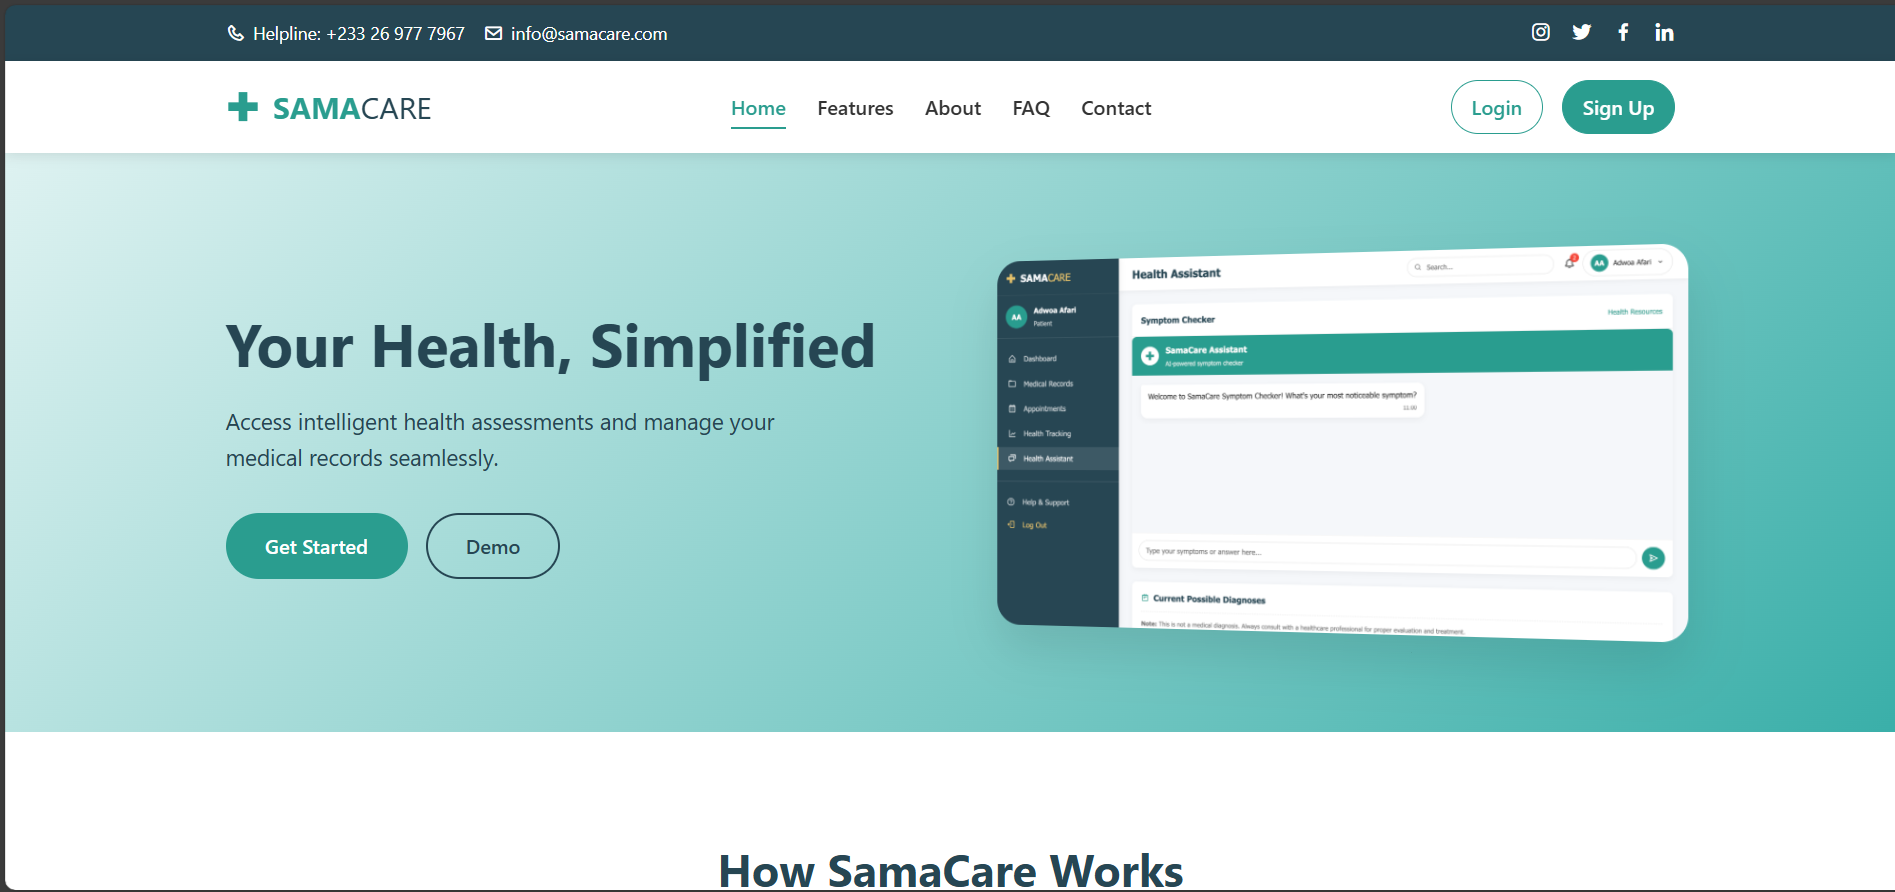 Helpline: +233 26 977 7967 info@samacare.com
SAMACARE
Home Features About FAQ Contact
Login Sign Up
Your Health, Simplified
Access intelligent health assessments and manage your
medical records seamlessly.
Get Started Demo
SAMACARE
AA Adwoa Afari
Patient
Dashboard
Medical Records
Appointments
Health Tracking
Health Assistant
Help & Support
Log Out
Health Assistant
Search...
AA Adwoa Afari
Symptom Checker
Health Resources
SamaCare Assistant
AI-powered symptom checker
Welcome to SamaCare Symptom Checker! What's your most noticeable symptom?
11:00
Type your symptoms or answer here...
Current Possible Diagnoses
Note: This is not a medical diagnosis. Always consult with a healthcare professional for proper evaluation and treatment.
How SamaCare Works